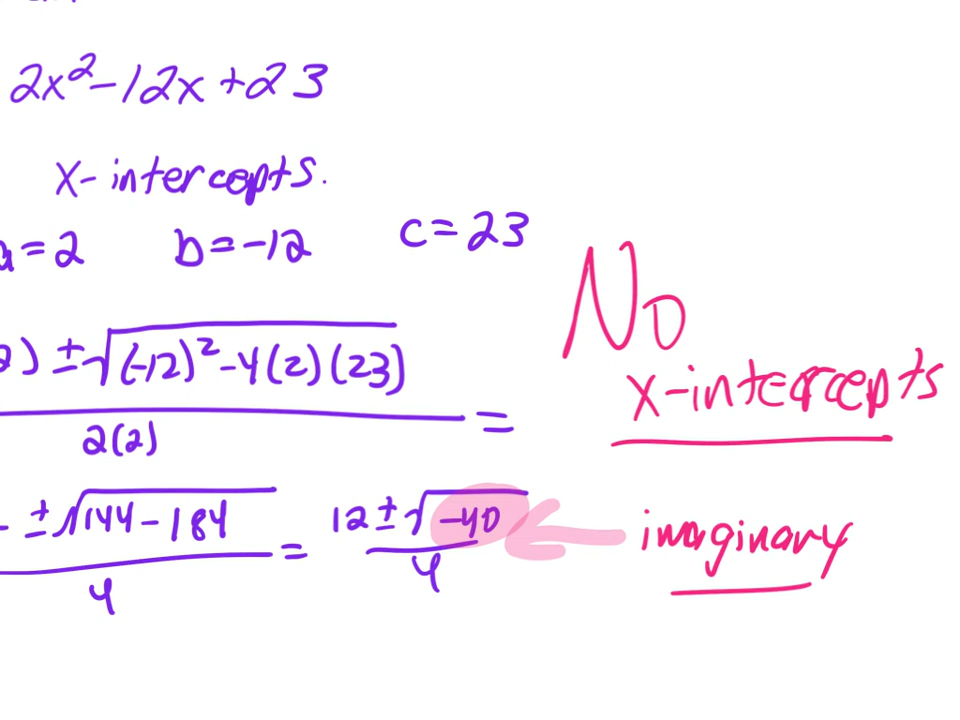 2x²-12x+23
x-intercepts.
a=2 b=-12 c=23
No
2) ±√(-12)²-4(2)(23)
x-intercepts
2(2) =
± √144-184 = 12±√-40
imaginary
4 4